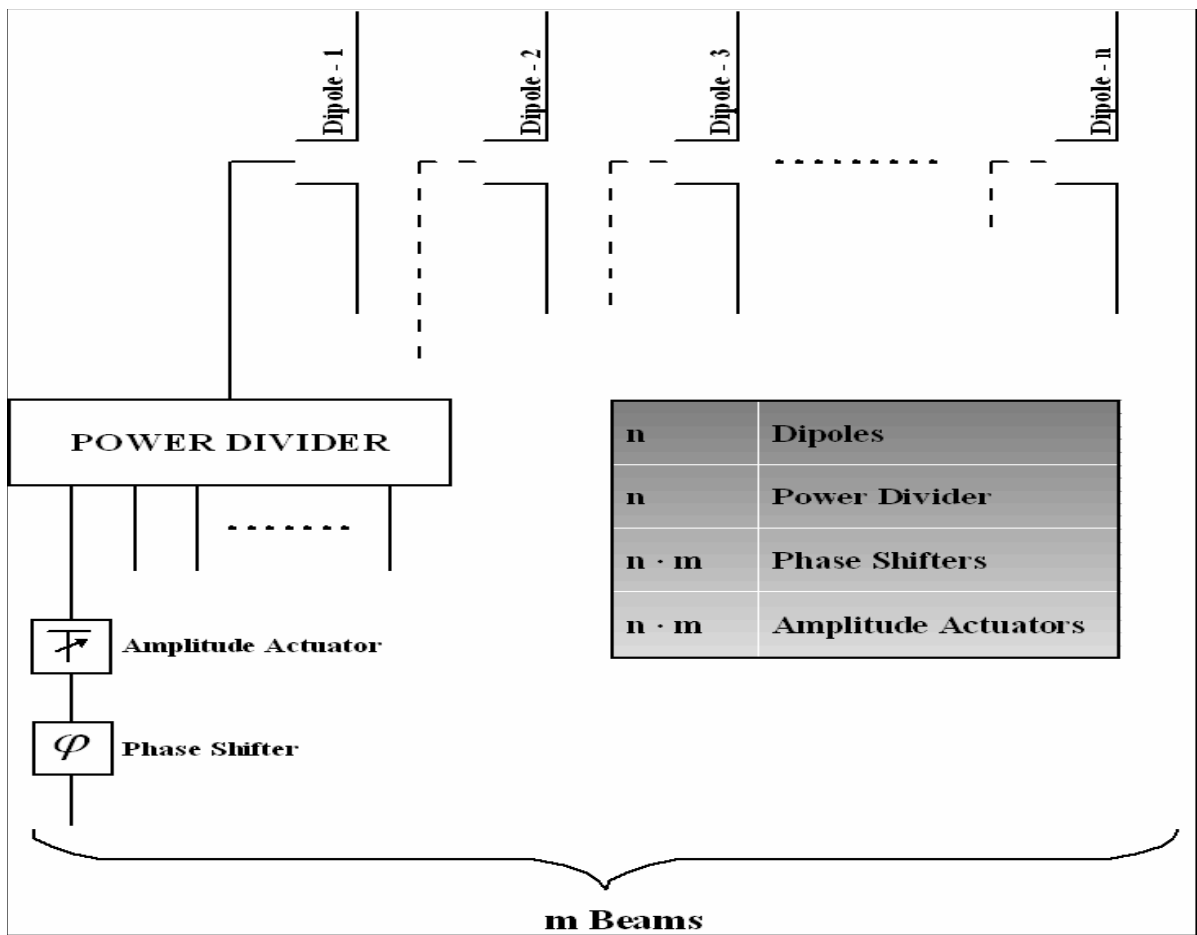 Dipole - 1
Dipole - 2
Dipole - 3
Dipole - n
POWER DIVIDER
n Dipoles
n Power Divider
n · m Phase Shifters
n · m Amplitude Actuators
Amplitude Actuator
φ Phase Shifter
m Beams